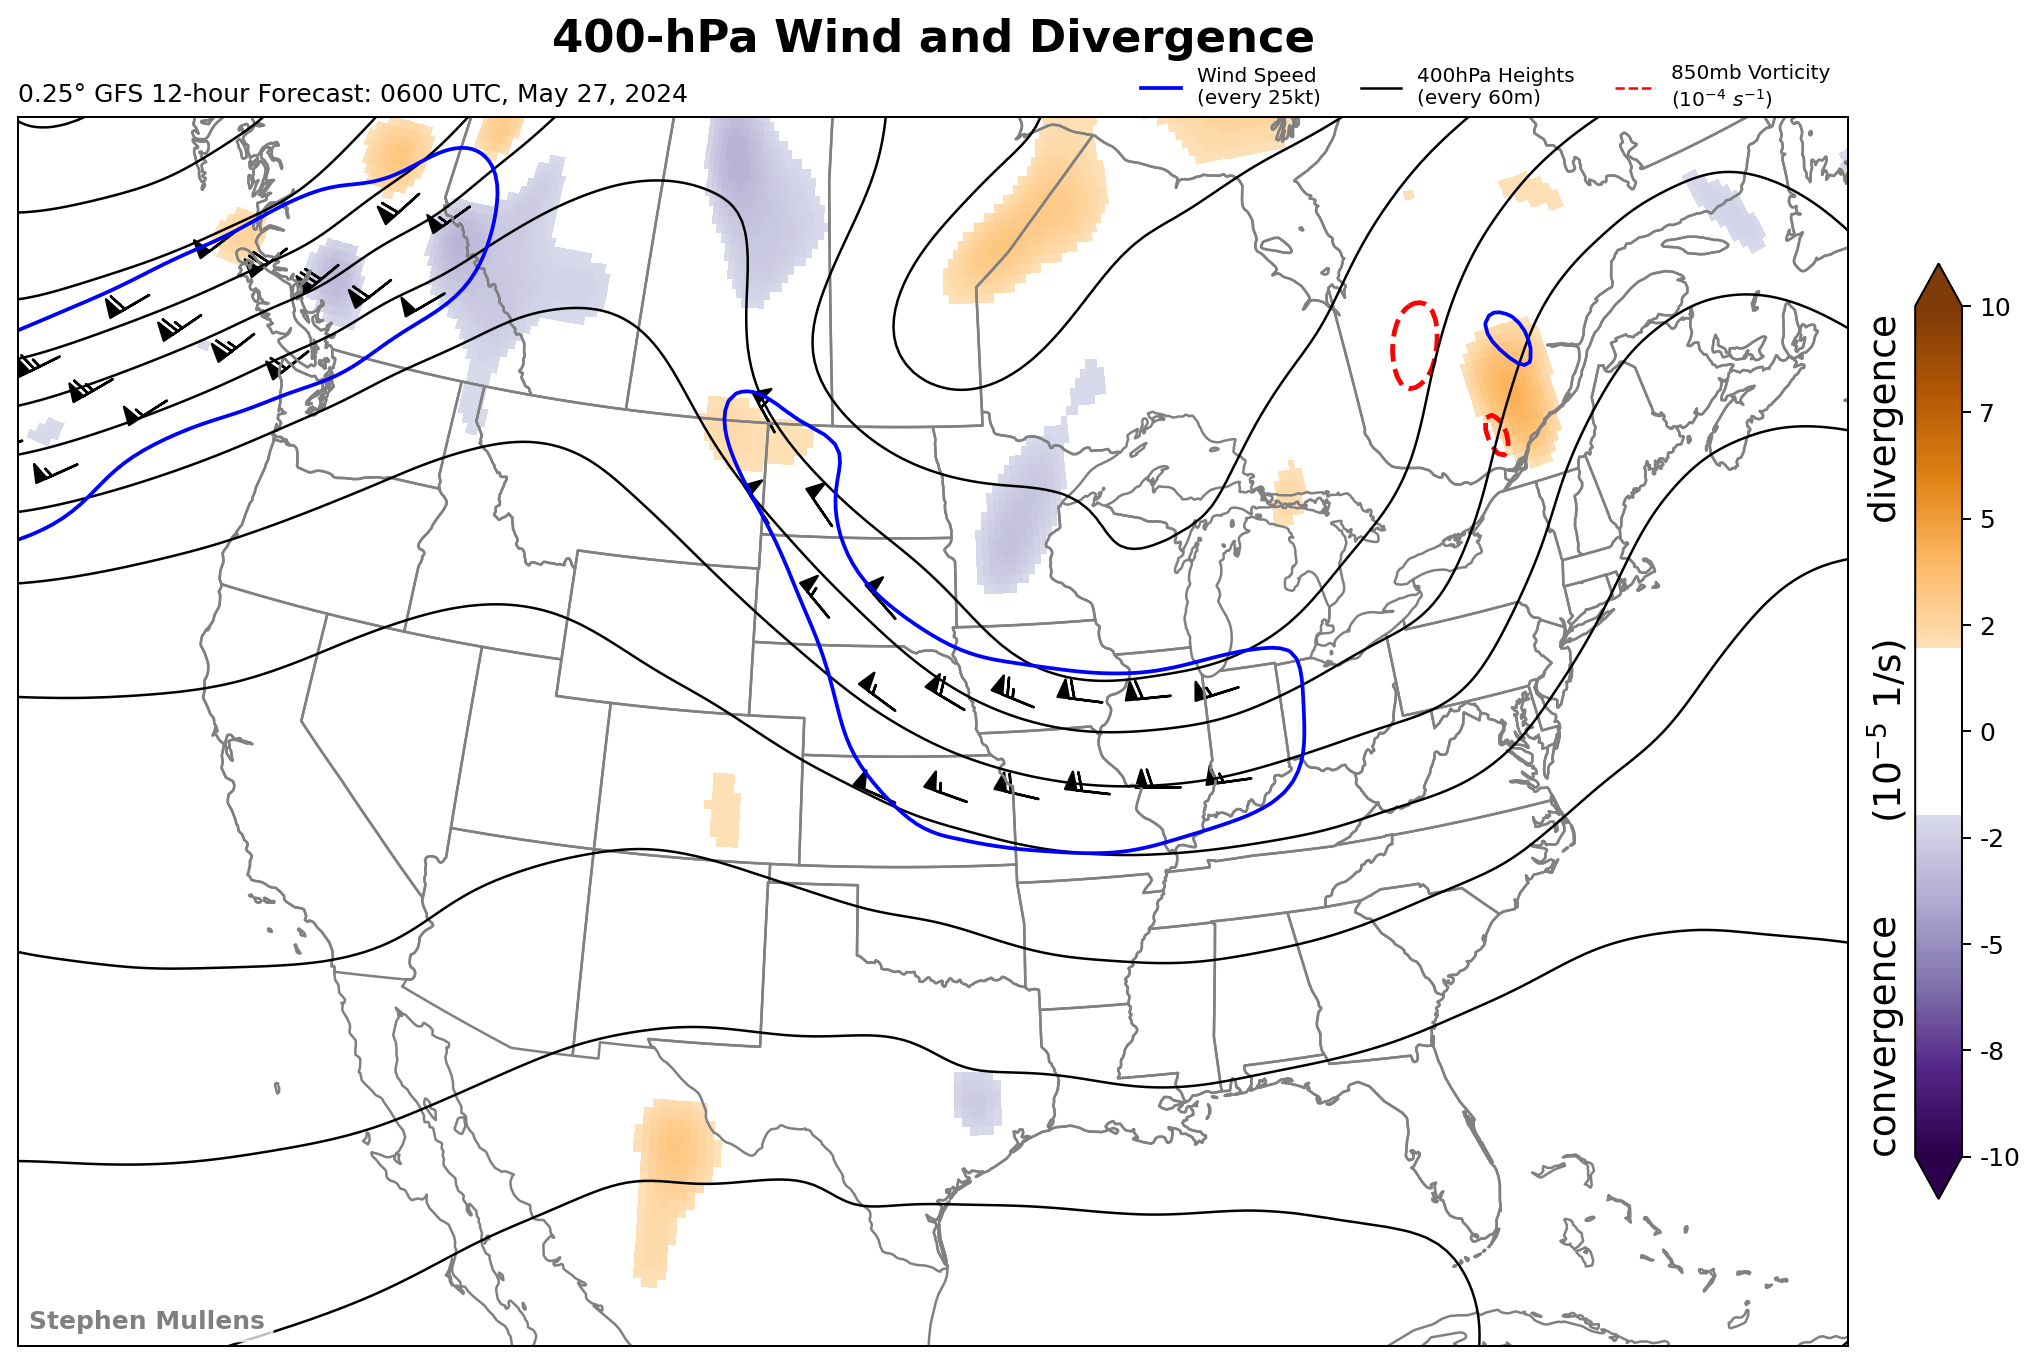 400-hPa Wind and Divergence
0.25° GFS 12-hour Forecast: 0600 UTC, May 27, 2024
Wind Speed
(every 25kt)
400hPa Heights
(every 60m)
850mb Vorticity
(10⁻⁴ s⁻¹)
10
7
5
2
0
-2
-5
-8
-10
convergence (10⁻⁵ 1/s) divergence
Stephen Mullens